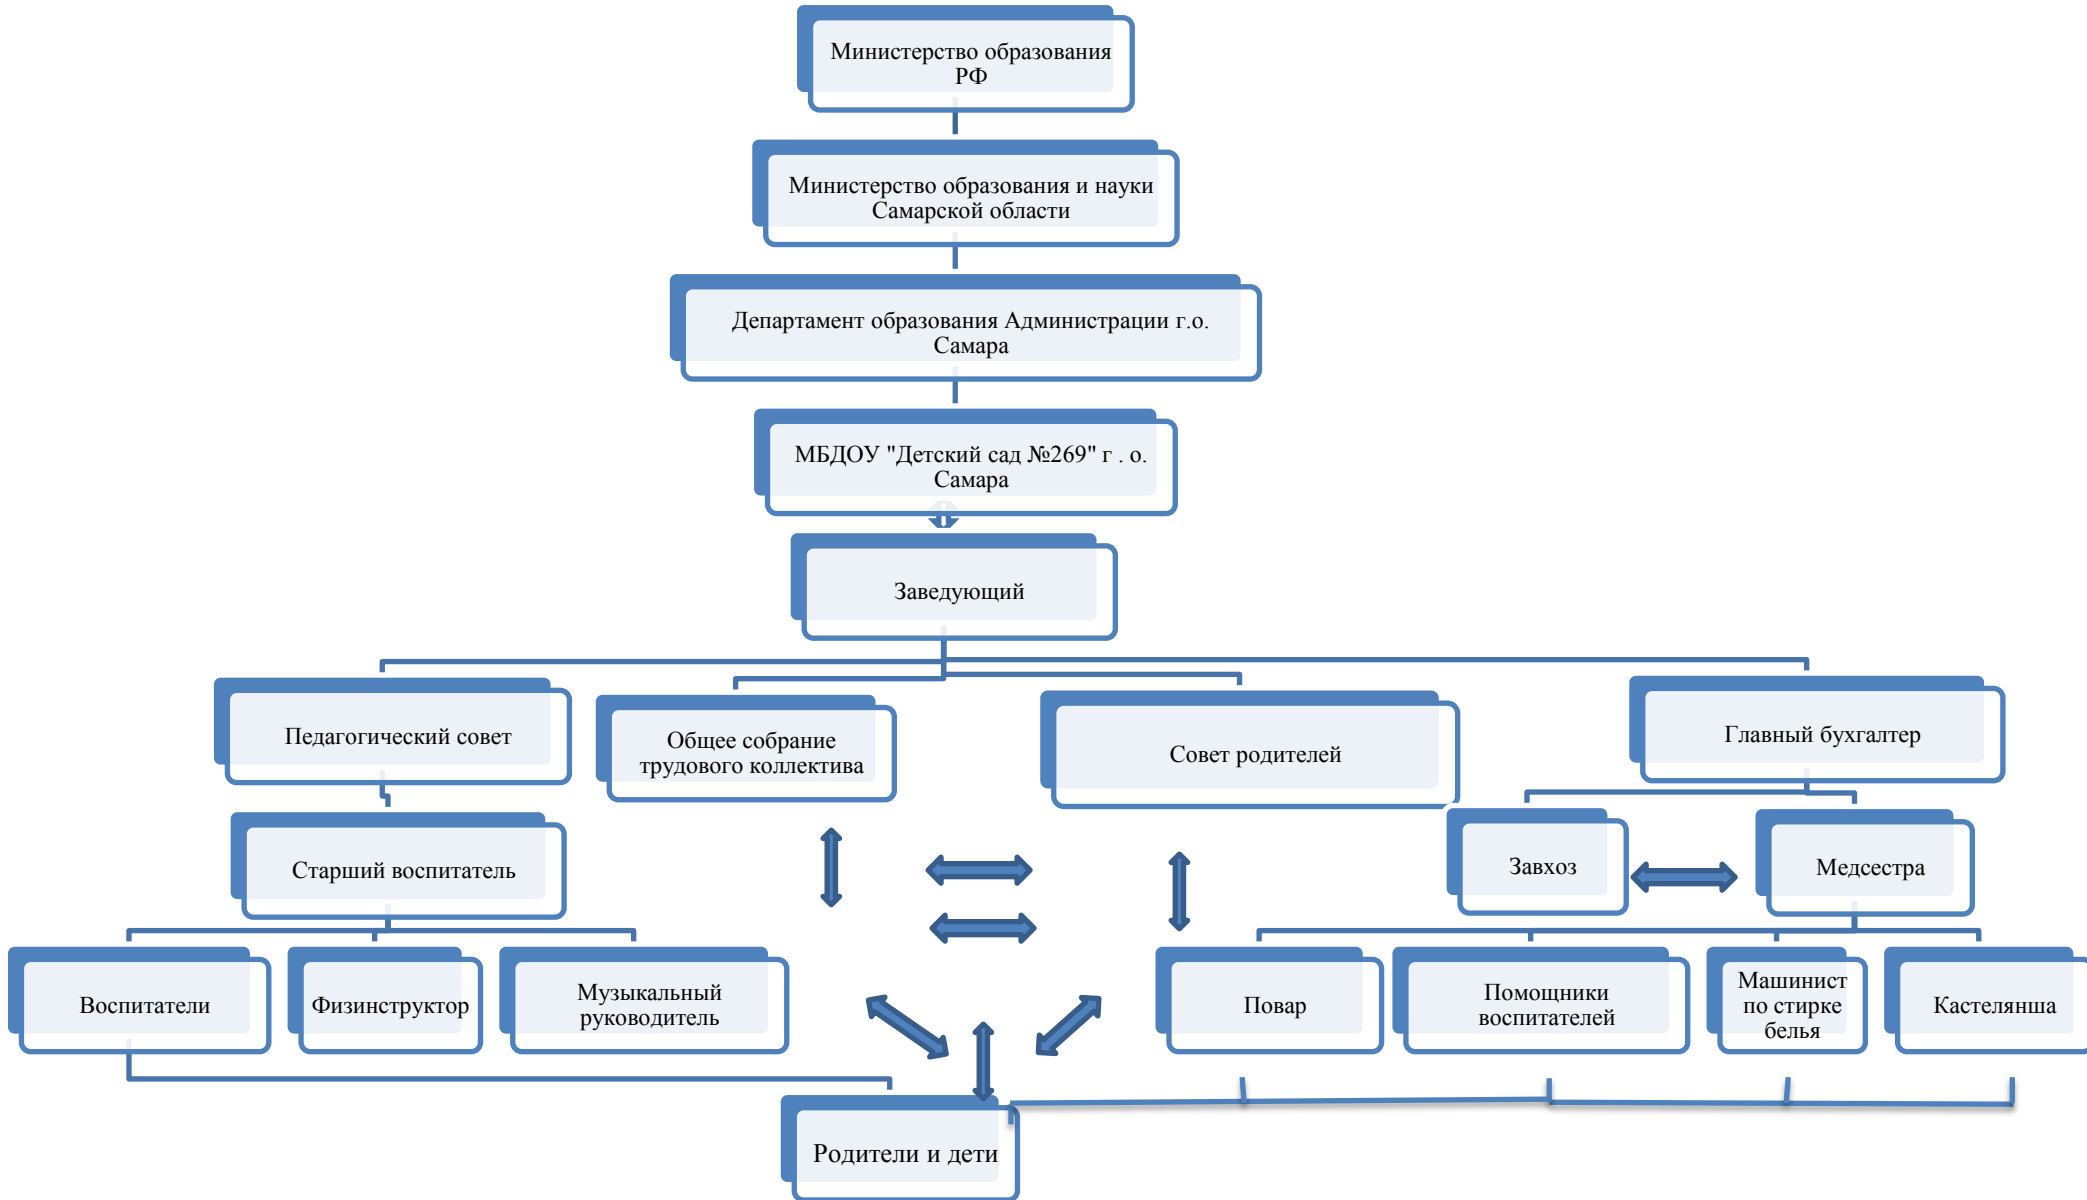 Министерство образования
РФ
Министерство образования и науки
Самарской области
Департамент образования Администрации г.о.
Самара
МБДОУ "Детский сад №269" г . о.
Самара
Заведующий
Педагогический совет
Общее собрание
трудового коллектива
Совет родителей
Главный бухгалтер
Старший воспитатель
Завхоз
Медсестра
Воспитатели
Физинструктор
Музыкальный
руководитель
Повар
Помощники
воспитателей
Машинист
по стирке
белья
Кастелянша
Родители и дети